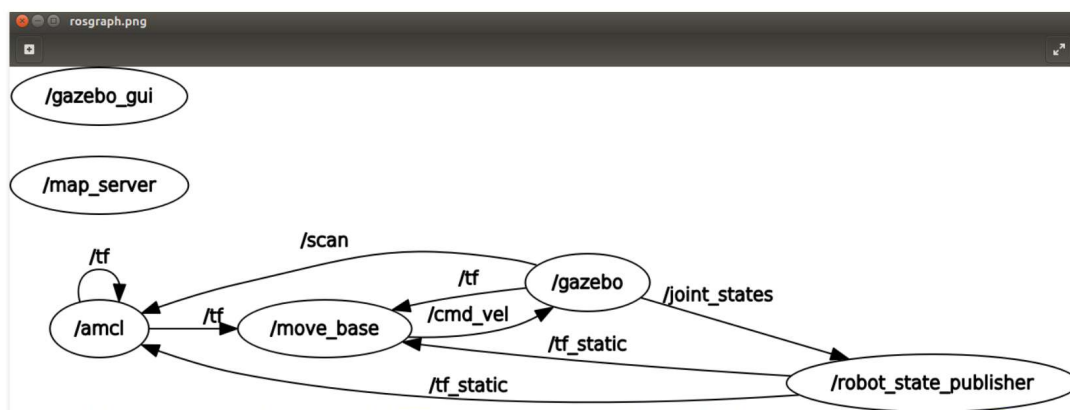 rosgraph.png
/gazebo_gui
/map_server
/scan
/tf
/tf
/gazebo
/joint_states
/amcl
/tf
/move_base
/cmd_vel
/tf_static
/tf_static
/robot_state_publisher